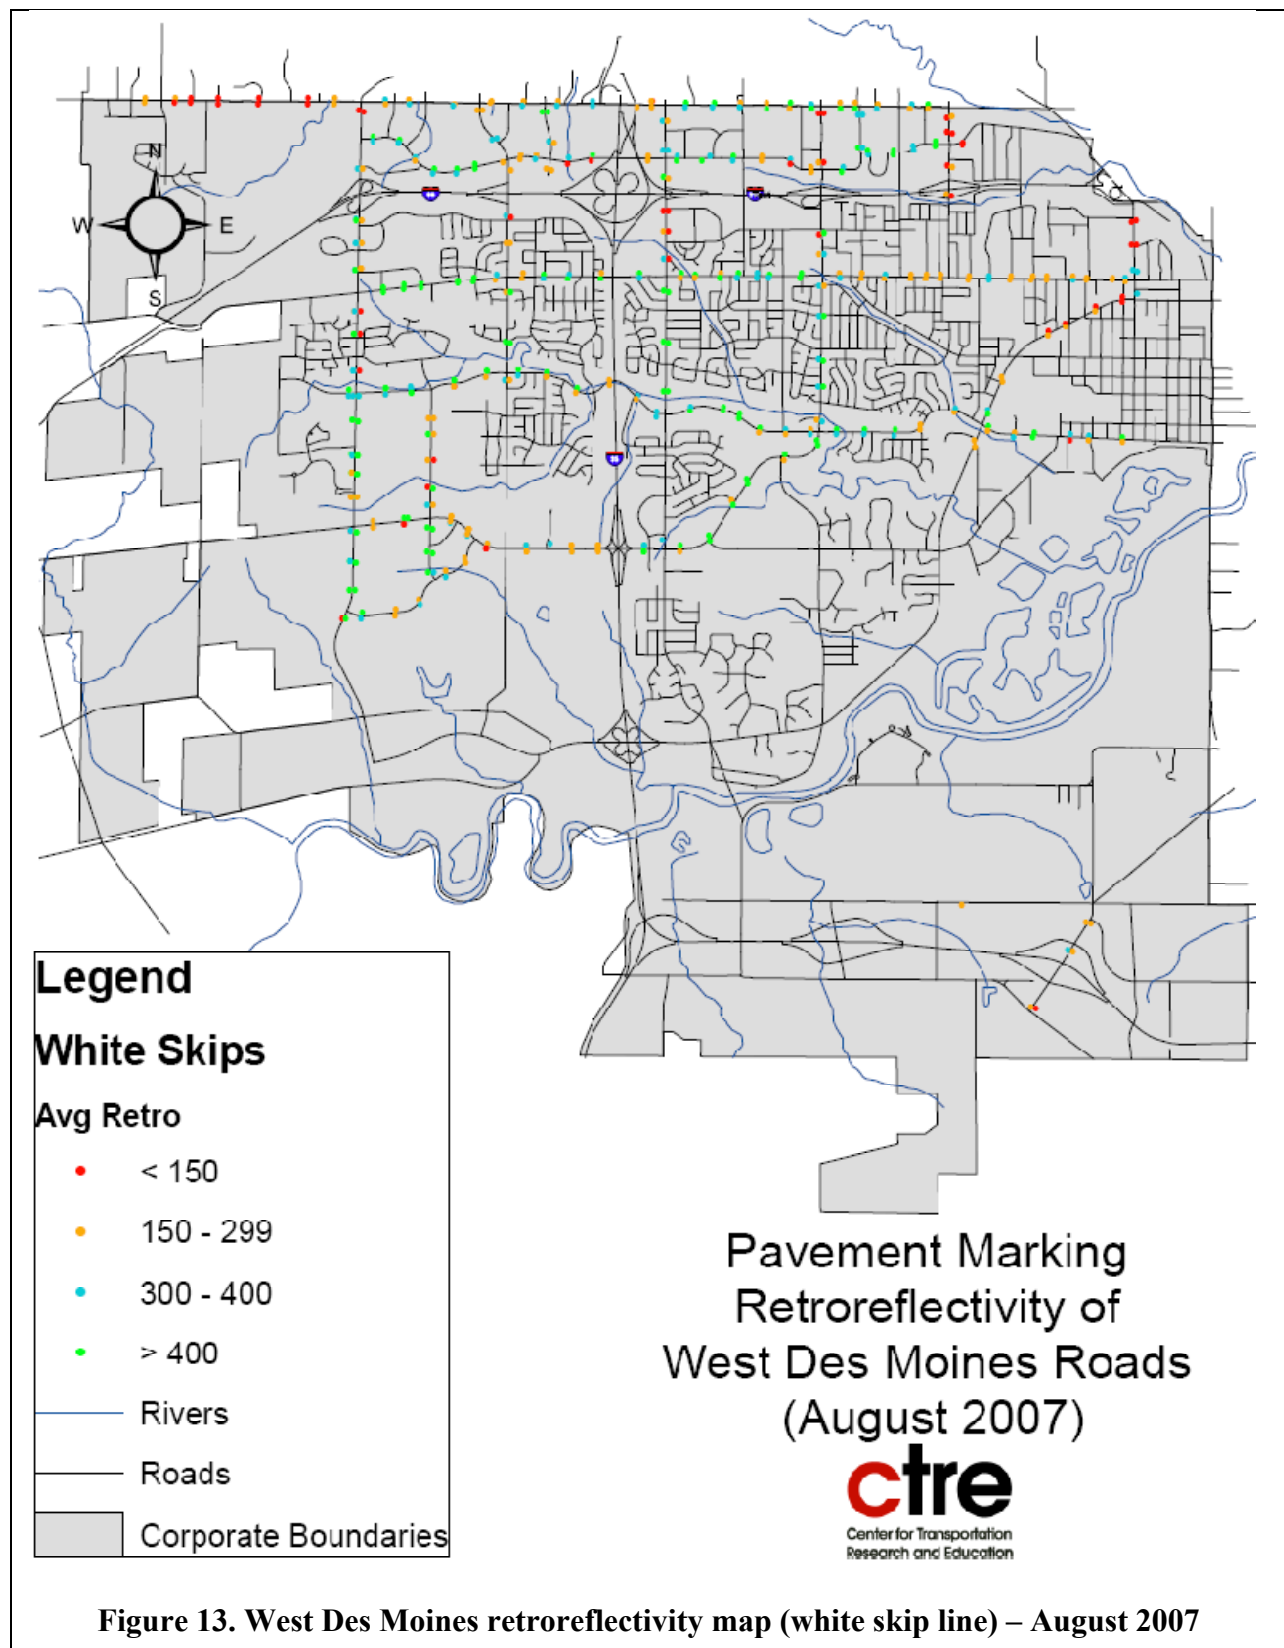 N
W
E
S
Legend
White Skips
Avg Retro
< 150
150 - 299
300 - 400
> 400
Rivers
Roads
Corporate Boundaries
Pavement Marking
Retroreflectivity of
West Des Moines Roads
(August 2007)
ctre
Center for Transportation
Research and Education
Figure 13. West Des Moines retroreflectivity map (white skip line) – August 2007